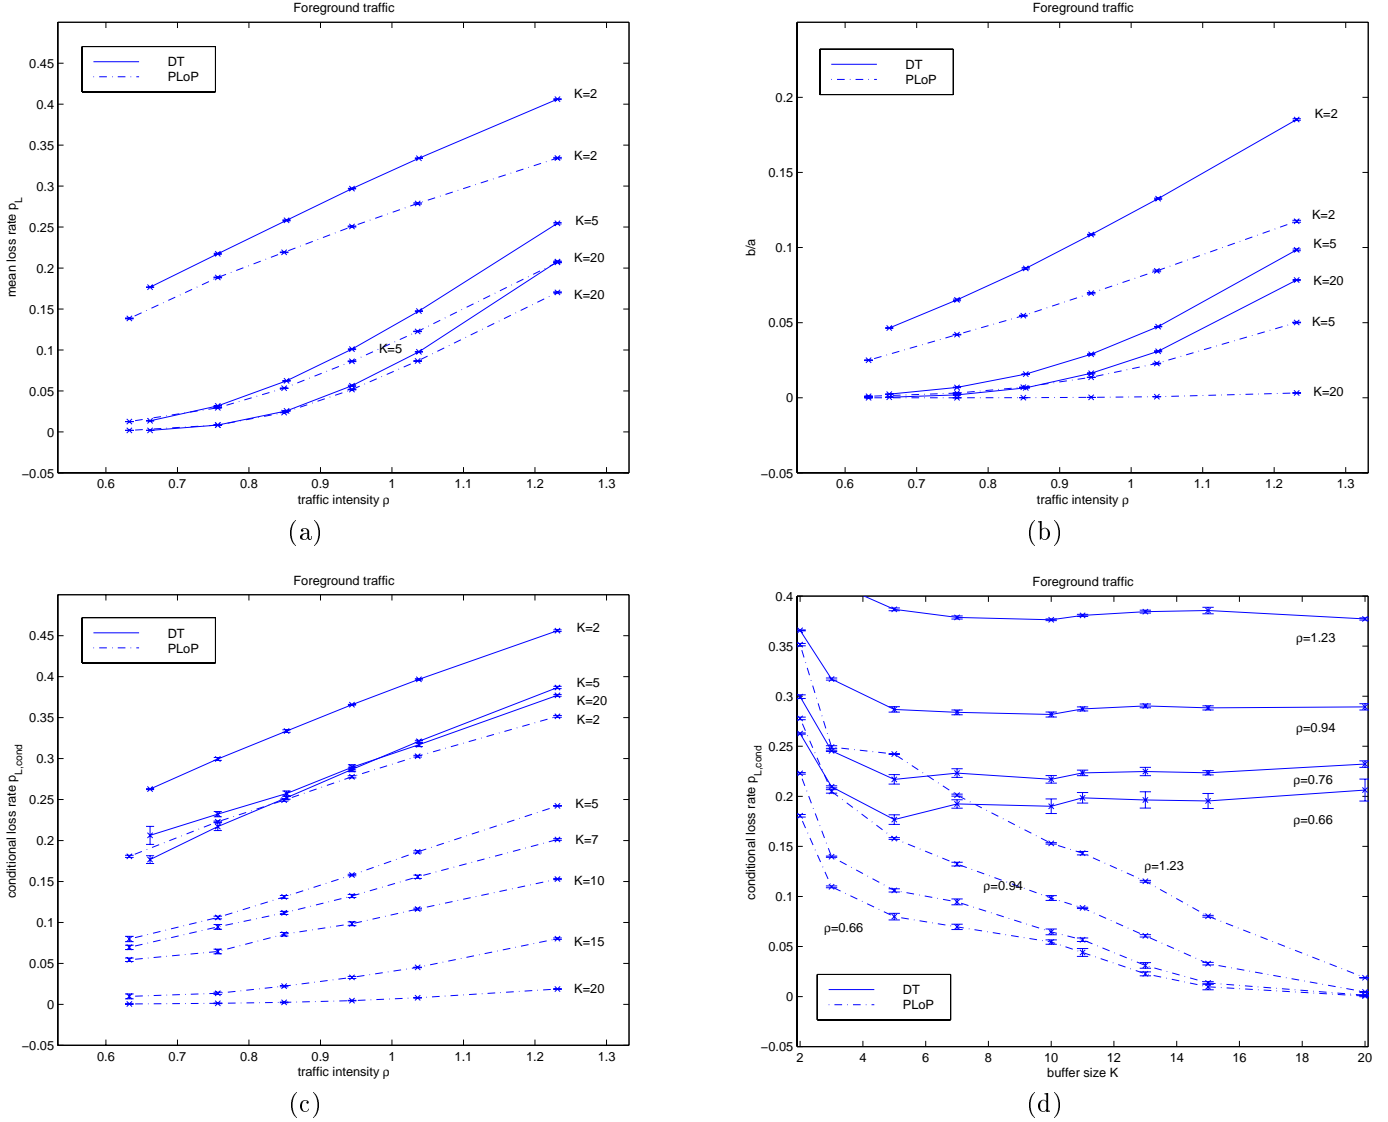 Foreground traffic
DT
PLoP
K=2
K=2
K=5
K=20
K=20
K=5
0.45
0.4
0.35
0.3
0.25
0.2
0.15
0.1
0.05
0
−0.05
mean loss rate p_L
0.6 0.7 0.8 0.9 1 1.1 1.2 1.3
traffic intensity ρ
(a)
Foreground traffic
DT
PLoP
K=2
K=2
K=5
K=20
K=5
K=20
0.2
0.15
0.1
0.05
0
−0.05
b/a
0.6 0.7 0.8 0.9 1 1.1 1.2 1.3
traffic intensity ρ
(b)
Foreground traffic
DT
PLoP
K=2
K=5
K=20
K=2
K=5
K=7
K=10
K=15
K=20
0.45
0.4
0.35
0.3
0.25
0.2
0.15
0.1
0.05
0
−0.05
conditional loss rate p_L,cond
0.6 0.7 0.8 0.9 1 1.1 1.2 1.3
traffic intensity ρ
(c)
Foreground traffic
0.4
0.35
0.3
0.25
0.2
0.15
0.1
0.05
0
−0.05
conditional loss rate p_L,cond
ρ=1.23
ρ=0.94
ρ=0.76
ρ=0.66
ρ=1.23
ρ=0.94
ρ=0.66
DT
PLoP
2 4 6 8 10 12 14 16 18 20
buffer size K
(d)